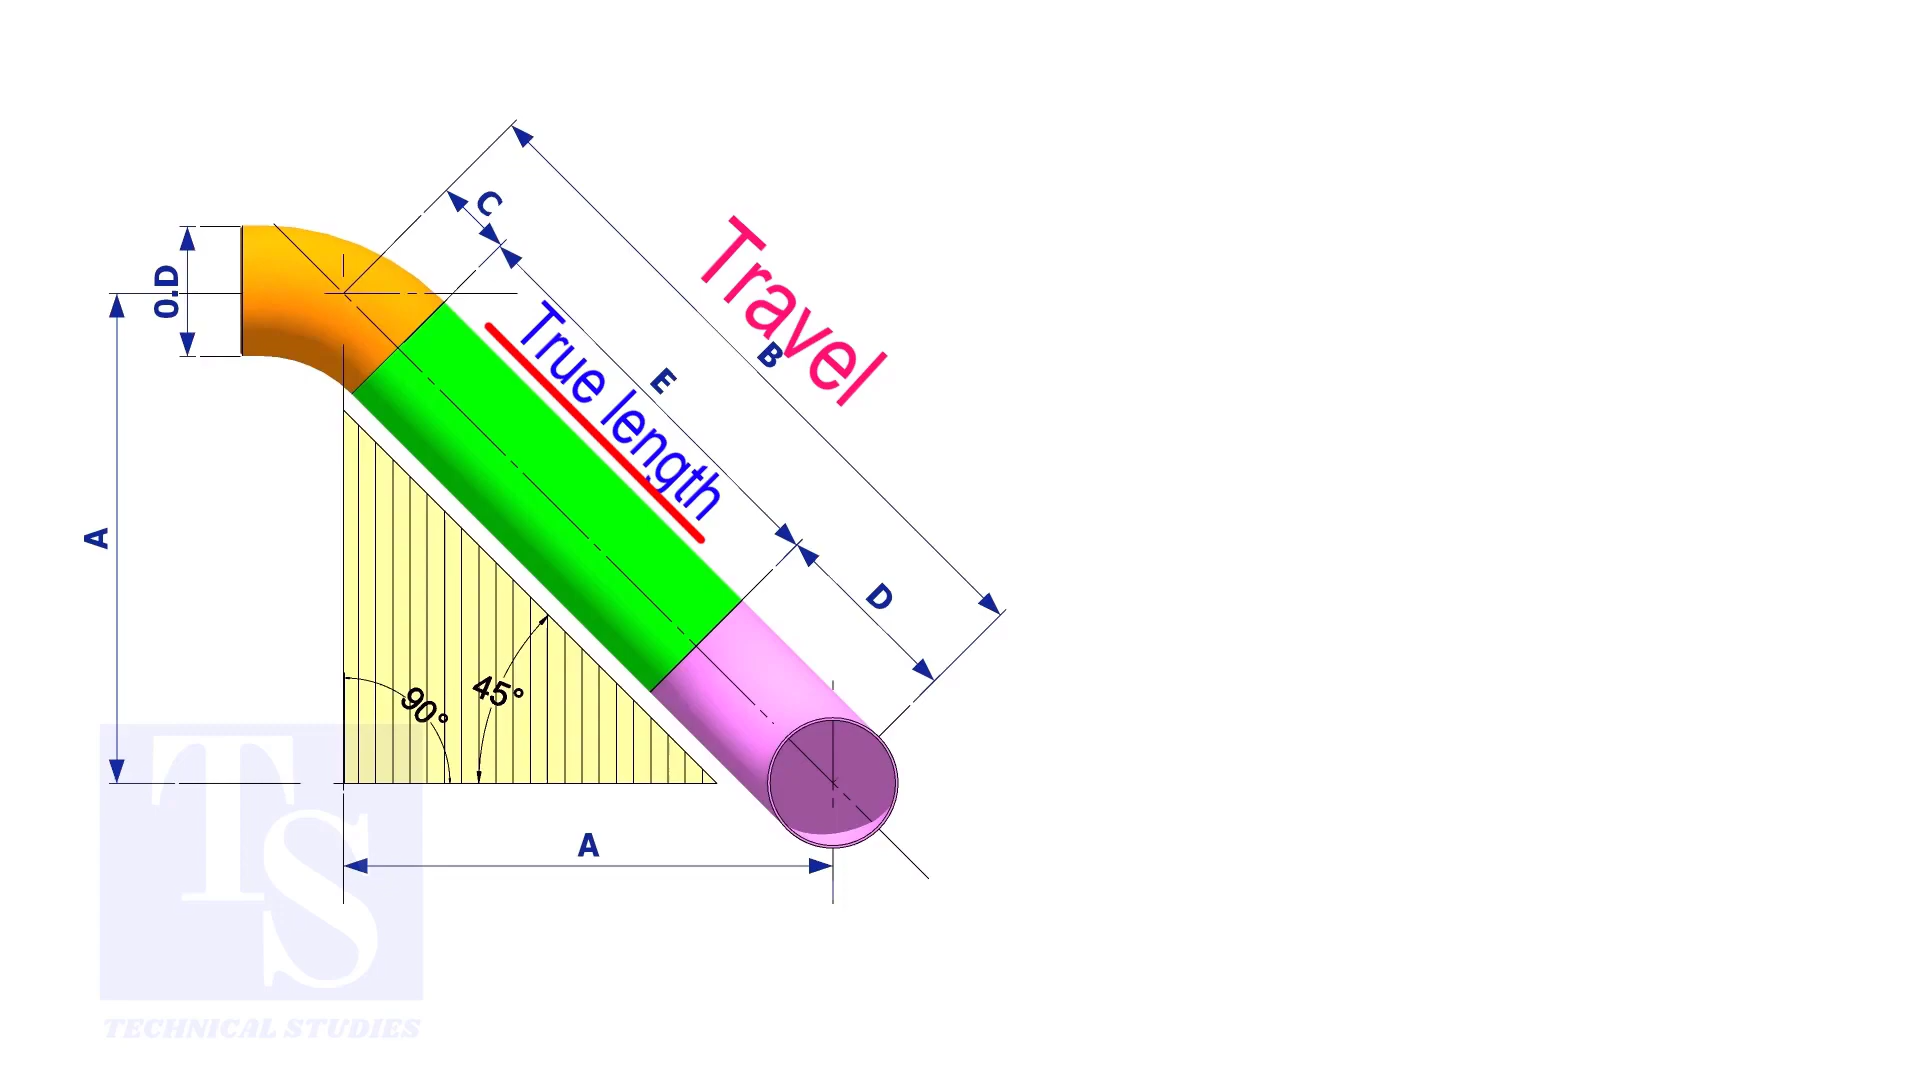 C
O.D
Travel
B
E
True length
A
D
45°
90°
A
TS
TECHNICAL STUDIES